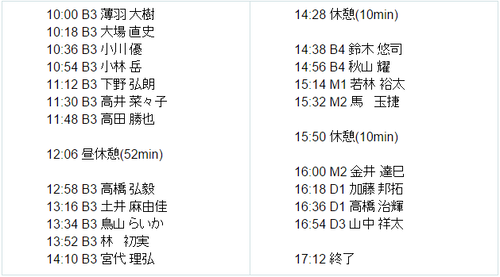 10:00 B3 薄羽 大樹
10:18 B3 大場 直史
10:36 B3 小川 優
10:54 B3 小林 岳
11:12 B3 下野 弘朗
11:30 B3 高井 菜々子
11:48 B3 高田 勝也
12:06 昼休憩(52min)
12:58 B3 高橋 弘毅
13:16 B3 土井 麻由佳
13:34 B3 鳥山 らいか
13:52 B3 林　初実
14:10 B3 宮代 理弘
14:28 休憩(10min)
14:38 B4 鈴木 悠司
14:56 B4 秋山 耀
15:14 M1 若林 裕太
15:32 M2 馬　玉捷
15:50 休憩(10min)
16:00 M2 金井 達巳
16:18 D1 加藤 邦拓
16:36 D1 高橋 治輝
16:54 D3 山中 祥太
17:12 終了